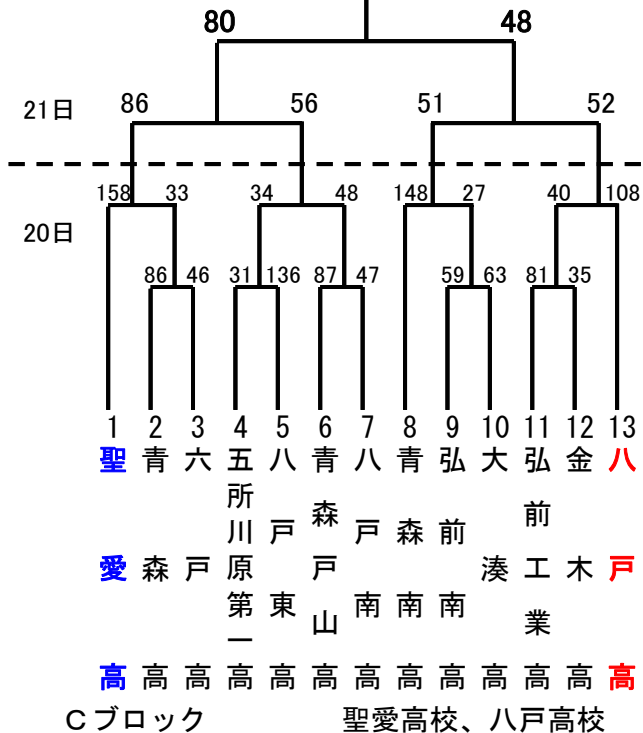 80 48
21日 86 56 51 52
158 33 34 48 148 27 40 108
20日
86 46 31 136 87 47 59 63 81 35
1 2 3 4 5 6 7 8 9 10 11 12 13
聖愛高
青森高
六戸高
五所川原第一高
八戸東高
青森戸山高
八戸南高
青森南高
弘前南高
大湊高
弘前工業高
金木高
八戸高
Cブロック 聖愛高校、八戸高校